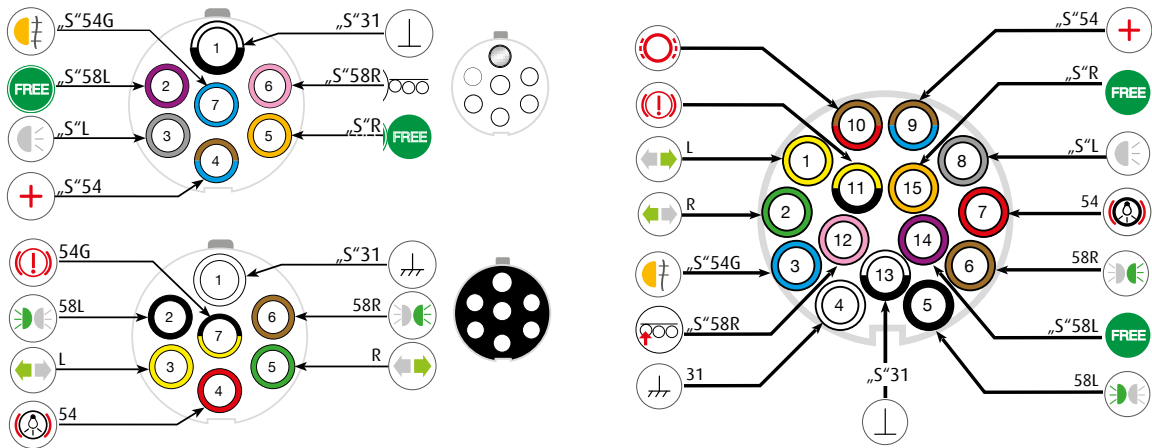 „S“54G
„S“31
1
„S“58L
„S“58R
FREE
2
6
7
„S“L
„S“R
3
5
FREE
4
„S“54
54G
„S“31
1
58L
58R
2
6
7
L
R
3
5
4
54
„S“54
„S“R
10
9
FREE
L
1
8
„S“L
11
15
R
2
7
54
12
14
„S“54G
3
13
6
58R
4
5
„S“58R
„S“58L
FREE
31
„S“31
58L